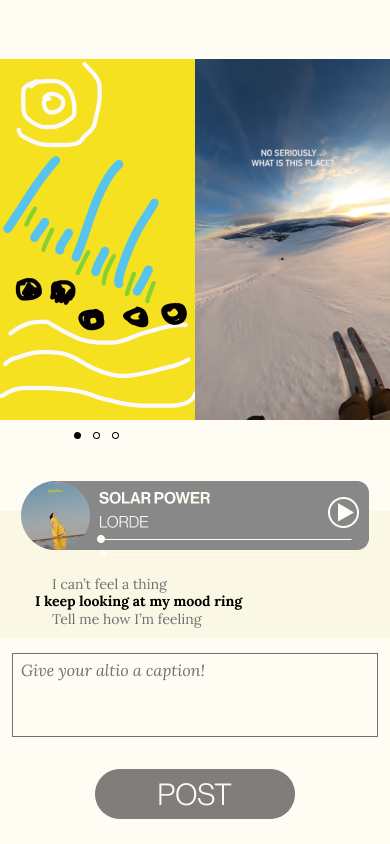 NO SERIOUSLY...
WHAT IS THIS PLACE?
SOLAR POWER
LORDE
I can't feel a thing
I keep looking at my mood ring
Tell me how I'm feeling
Give your altio a caption!
POST